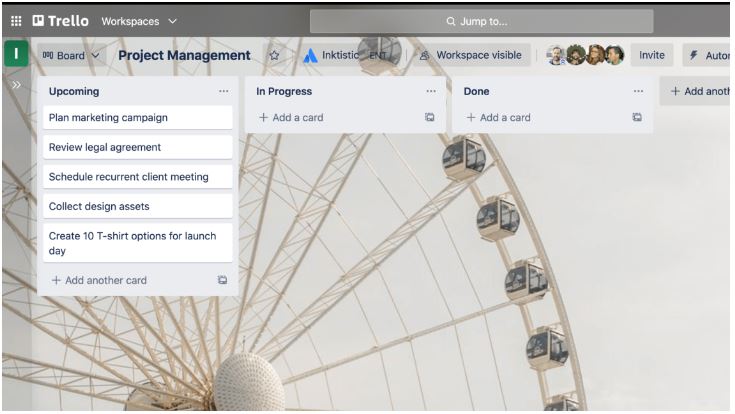 Trello Workspaces Jump to...
I Board Project Management Inktistic ENT Workspace visible Invite
Upcoming
Plan marketing campaign
Review legal agreement
Schedule recurrent client meeting
Collect design assets
Create 10 T-shirt options for launch
day
+ Add another card
In Progress
+ Add a card
Done
+ Add a card
+ Add